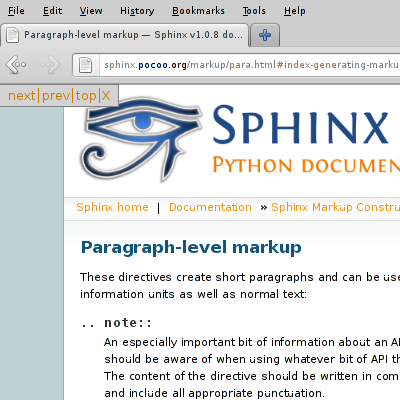 File Edit View History Bookmarks Tools Help
Paragraph-level markup — Sphinx v1.0.8 do...
sphinx.pocoo.org/markup/para.html#index-generating-marku
next|prev|top|X
SPHINX
PYTHON DOCUMEN
Sphinx home | Documentation » Sphinx Markup Constru
Paragraph-level markup
These directives create short paragraphs and can be use
information units as well as normal text:
.. note::
An especially important bit of information about an AP
should be aware of when using whatever bit of API th
The content of the directive should be written in com
and include all appropriate punctuation.